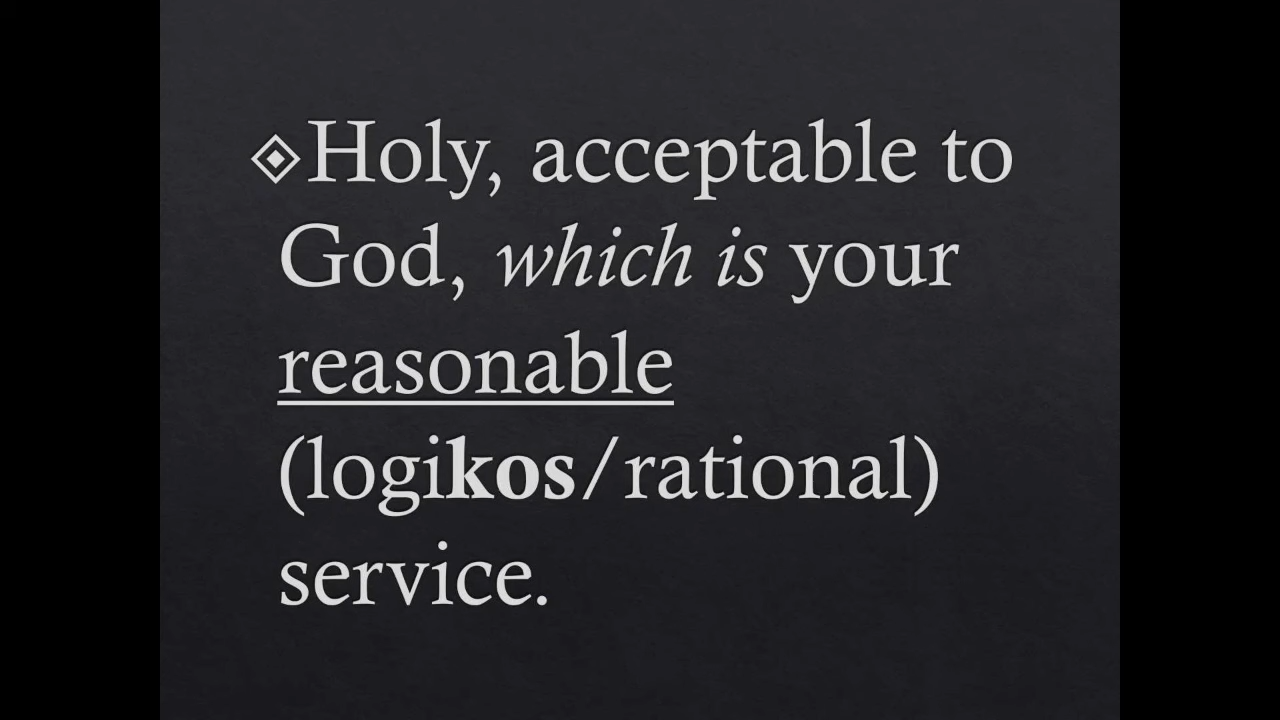 Holy, acceptable to
God, which is your
reasonable
(logikos/rational)
service.